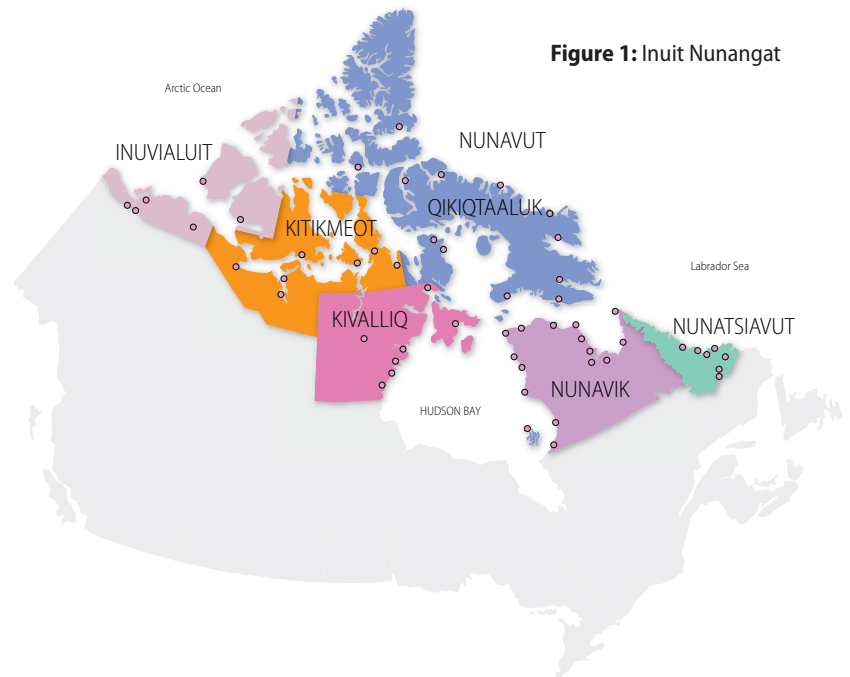 Figure 1: Inuit Nunangat
Arctic Ocean
NUNAVUT
INUVIALUIT
QIKIQTAALUK
KITIKMEOT
Labrador Sea
KIVALLIQ
NUNATSIAVUT
NUNAVIK
HUDSON BAY